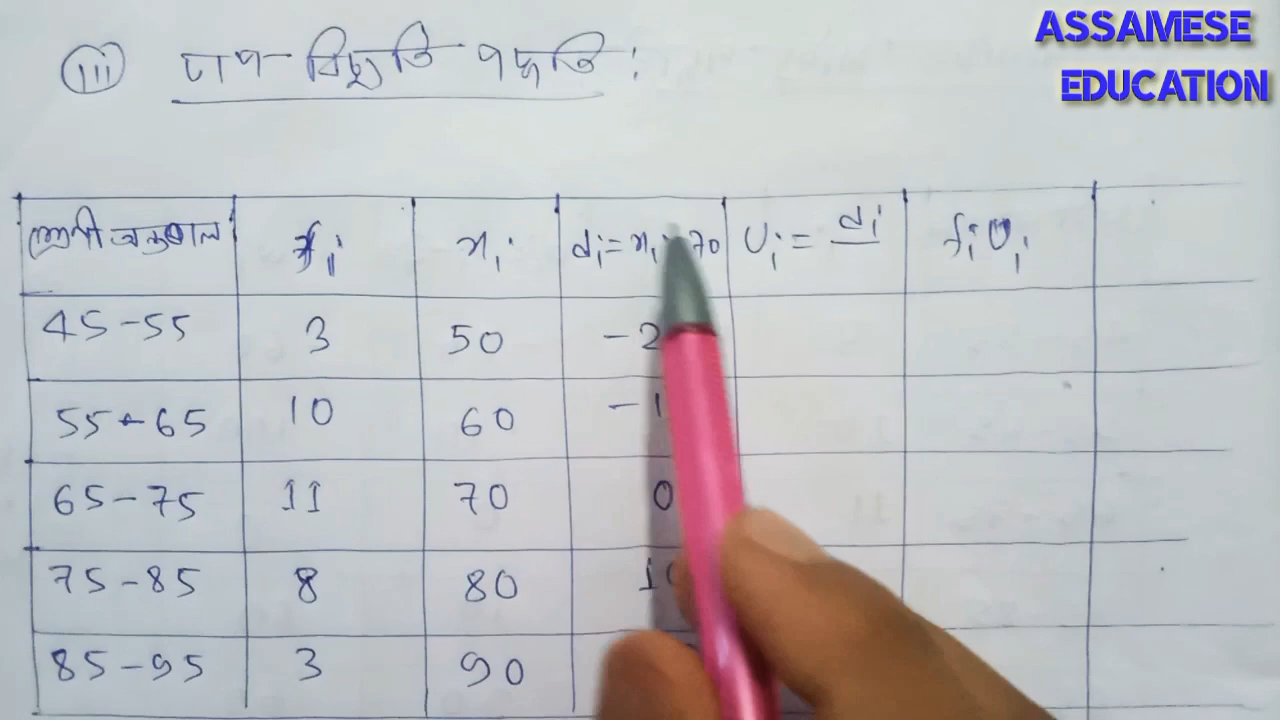 ASSAMESE
EDUCATION
(iii) জাপ-বিচ্যুতি পদ্ধতি :
শ্ৰেণী অন্তৰাল fi xi di = xi - 70 Ui = di fiUi
45-55 3 50 -2
55-65 10 60 -1
65-75 11 70 0
75-85 8 80 10
85-95 3 90